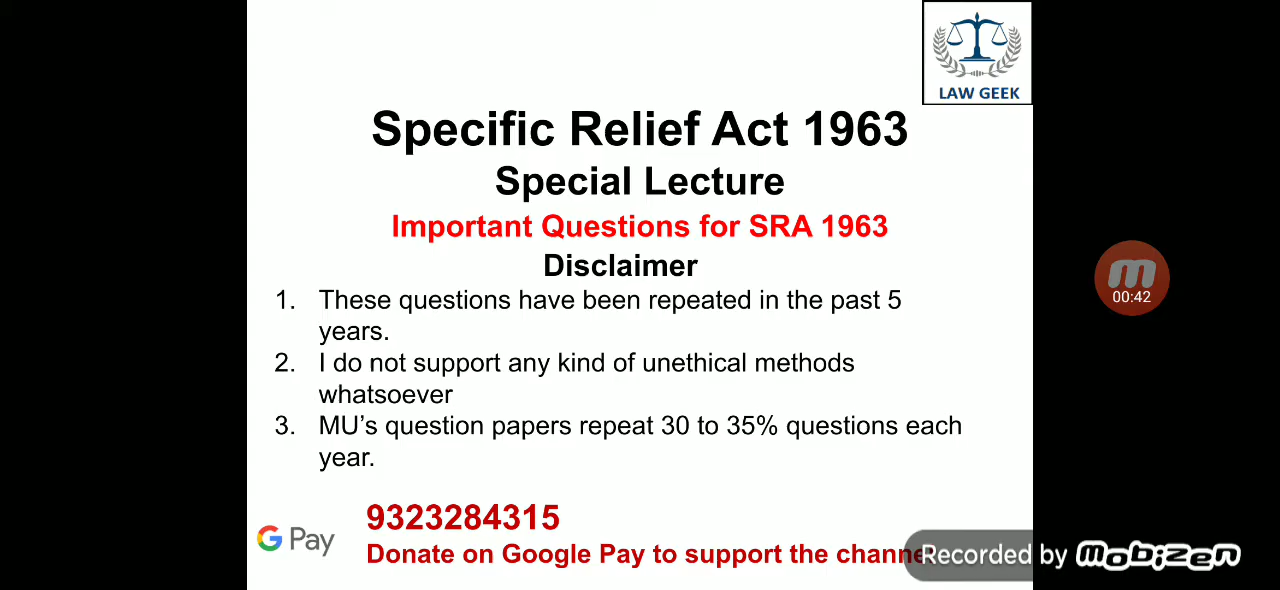 LAW GEEK
Specific Relief Act 1963
Special Lecture
Important Questions for SRA 1963
Disclaimer
1. These questions have been repeated in the past 5
years.
2. I do not support any kind of unethical methods
whatsoever
3. MU’s question papers repeat 30 to 35% questions each
year.
00:42
G Pay
9323284315
Donate on Google Pay to support the channel
Recorded by mobizen